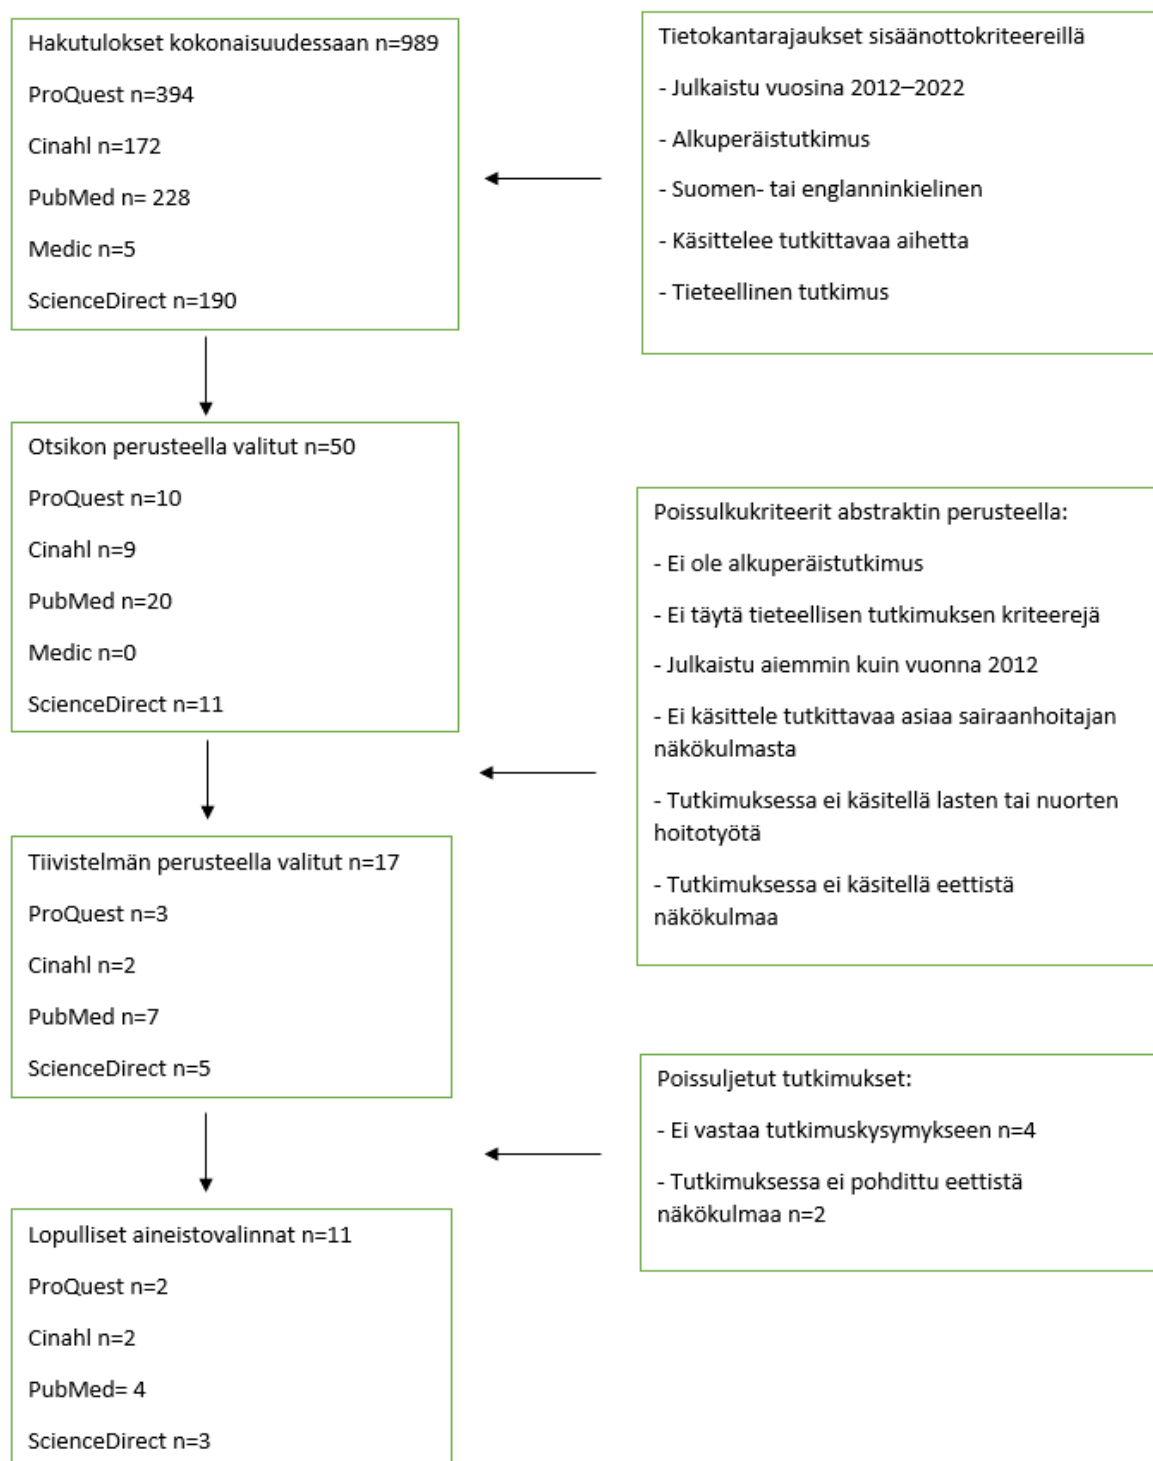 Hakutulokset kokonaisuudessaan n=989
ProQuest n=394
Cinahl n=172
PubMed n= 228
Medic n=5
ScienceDirect n=190
Tietokantarajaukset sisäänottokriteereillä
- Julkaistu vuosina 2012–2022
- Alkuperäistutkimus
- Suomen- tai englanninkielinen
- Käsittelee tutkittavaa aihetta
- Tieteellinen tutkimus
Otsikon perusteella valitut n=50
ProQuest n=10
Cinahl n=9
PubMed n=20
Medic n=0
ScienceDirect n=11
Poissulkukriteerit abstraktin perusteella:
- Ei ole alkuperäistutkimus
- Ei täytä tieteellisen tutkimuksen kriteerejä
- Julkaistu aiemmin kuin vuonna 2012
- Ei käsittele tutkittavaa asiaa sairaanhoitajan
näkökulmasta
- Tutkimuksessa ei käsitellä lasten tai nuorten
hoitotyötä
- Tutkimuksessa ei käsitellä eettistä
näkökulmaa
Tiivistelmän perusteella valitut n=17
ProQuest n=3
Cinahl n=2
PubMed n=7
ScienceDirect n=5
Poissuljetut tutkimukset:
- Ei vastaa tutkimuskysymykseen n=4
- Tutkimuksessa ei pohdittu eettistä
näkökulmaa n=2
Lopulliset aineistovalinnat n=11
ProQuest n=2
Cinahl n=2
PubMed= 4
ScienceDirect n=3